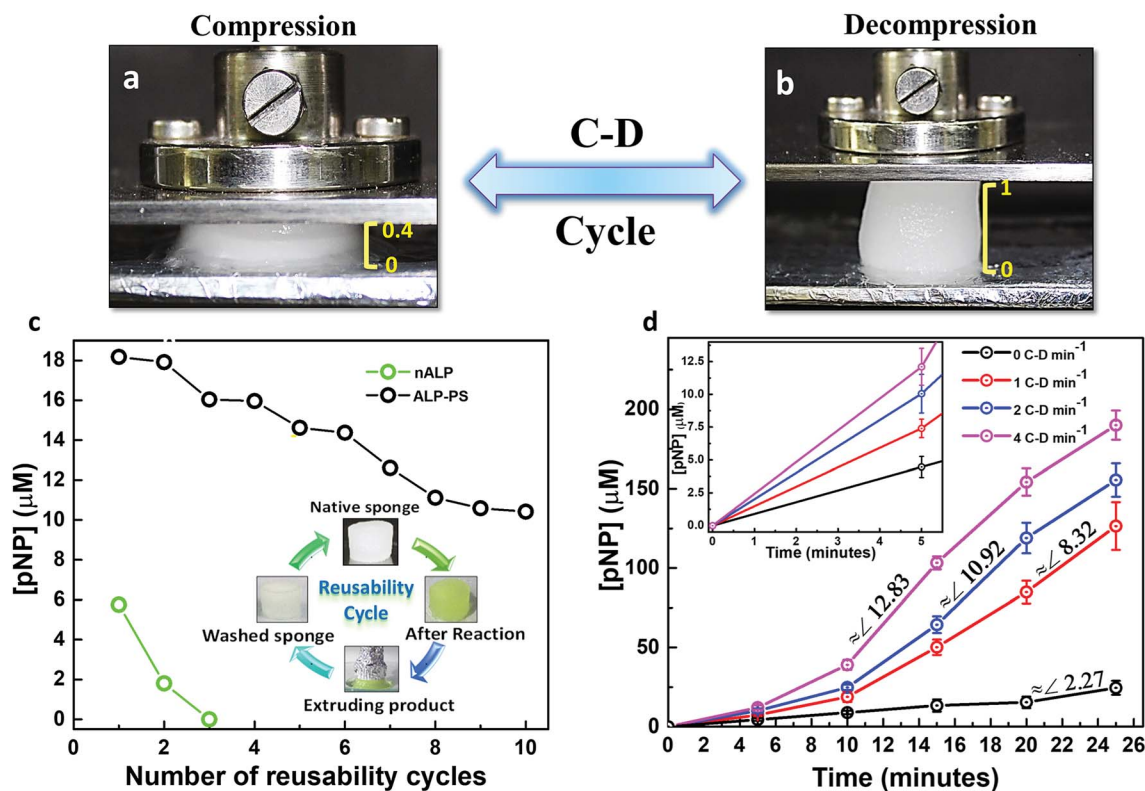 Compression
Decompression
a
0.4
0
C-D
Cycle
b
1
0
c
[pNP] (μM)
18
16
14
12
10
8
6
4
2
0
nALP
ALP-PS
Native sponge
Reusability
Cycle
Washed sponge
After Reaction
Extruding product
0 2 4 6 8 10
Number of reusability cycles
d
[pNP] (μM)
200
150
100
50
0
[pNP] (μM)
12.5
10.0
7.5
5.0
2.5
0.0
0 1 2 3 4 5
Time (minutes)
0 C-D min⁻¹
1 C-D min⁻¹
2 C-D min⁻¹
4 C-D min⁻¹
≈∠ 12.83
≈∠ 10.92
≈∠ 8.32
≈∠ 2.27
0 2 4 6 8 10 12 14 16 18 20 22 24 26
Time (minutes)